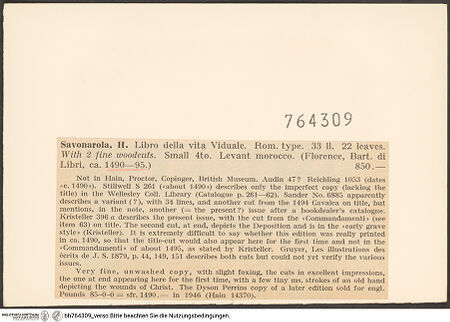 764309
Savonarola, H. Libro della vita Viduale. Rom. type. 33 ll. 22 leaves.
With 2 fine woodcuts. Small 4to. Levant morocco. (Florence, Bart. di
Libri, ca. 1490—95.) 850.—
Not in Hain, Proctor, Copinger, British Museum. Audin 47? Reichling 1053 (dates
«c. 1490»). Stillwell S 261 («about 1490») describes only the imperfect copy (lacking the
title) in the Wellesley Coll. Library (Catalogue p. 261—62). Sander No. 6885 apparently
describes a variant (?), with 34 lines, and another cut from the 1494 Cavalca on title, but
mentions, in the note, another (= the present?) issue after a bookdealer's catalogue.
Kristeller 396 a describes the present issue, with the cut from the «Commandamenti» (see
item 63) on title. The second cut, at end, depicts the Deposition and is in the «early grave
style» (Kristeller). It is extremely difficult to say whether this edition was really printed
in ca. 1490, so that the title-cut would also appear here for the first time and not in the
«Commandamenti» of about 1495, as stated by Kristeller. Gruyer, Les illustrations des
écrits de J. S. 1879, p. 44, 149, 151 describes both cuts but could not yet verify the various
issues.
Very fine, unwashed copy, with slight foxing, the cuts in excellent impressions,
the one at end appearing here for the first time, with a few tiny ms. strokes of an old hand
depicting the wounds of Christ. The Dyson Perrins copy of a later edition sold for engl.
Pounds 85–0–0 = sfr. 1490.— in 1946 (Hain 14370).
bh764309_verso Bitte beachten Sie die Nutzungsbedingungen.